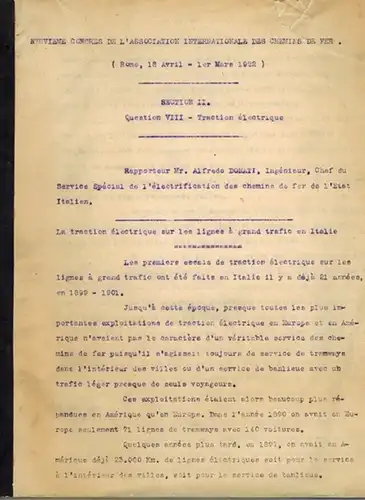 NEUVIEME CONGRES DE L'ASSOCIATION INTERNATIONALE DES CHEMINS DE FER .
( Rome, 18 Avril - 1er Mars 1922 )
SECTION II.
Question VIII - Traction électrique
Rapporteur Mr. Alfredo DONATI, Ingénieur, Chef du
Service Spécial de l'électrification des chemins de fer de l'Etat
Italien.
La traction électrique sur les lignes à grand trafic en Italie
Les premiers essais de traction électrique sur les
lignes à grand trafic ont été faits en Italie il y a déjà 21 années,
en 1899 - 1901.
Jusqu'à cette époque, presque toutes les plus im-
portantes exploitations de traction électrique en Europe et en Amé-
rique n'avaient pas le caractère d'un véritable service des che-
mins de fer puisqu'il s'agissait toujours de service de tramways
dans l'intérieur des villes ou d'un service de banlieue avec un
trafic léger presque de seuls voyageurs.
Ces exploitations étaient alors beaucoup plus ré-
pandues en Amérique qu'en Europe. Dans l'année 1890 on avait en Eu-
rope seulement 71 lignes de tramways avec 140 voitures.
Quelques années plus tard, en 1897, on avait en A-
mérique déjà 23.000 Km. de lignes électriques soit pour le service
à l'intérieur des villes, soit pour le service de banlieue.